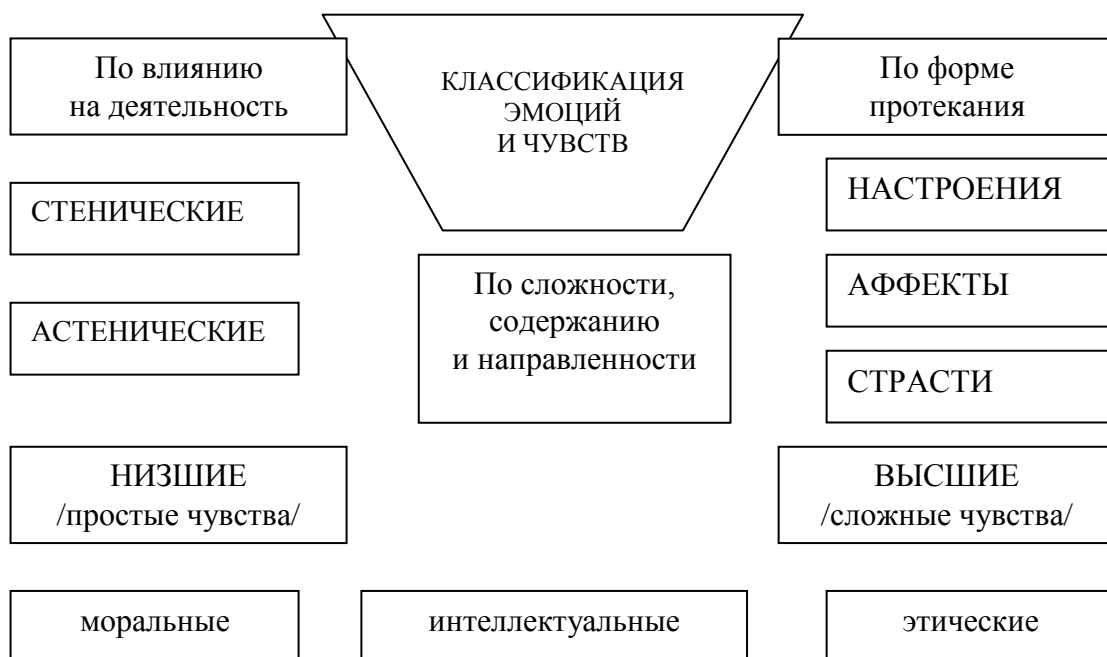 По влиянию
на деятельность
КЛАССИФИКАЦИЯ
ЭМОЦИЙ
И ЧУВСТВ
По форме
протекания
СТЕНИЧЕСКИЕ
АСТЕНИЧЕСКИЕ
По сложности,
содержанию
и направленности
НАСТРОЕНИЯ
АФФЕКТЫ
СТРАСТИ
НИЗШИЕ
/простые чувства/
ВЫСШИЕ
/сложные чувства/
моральные
интеллектуальные
этические